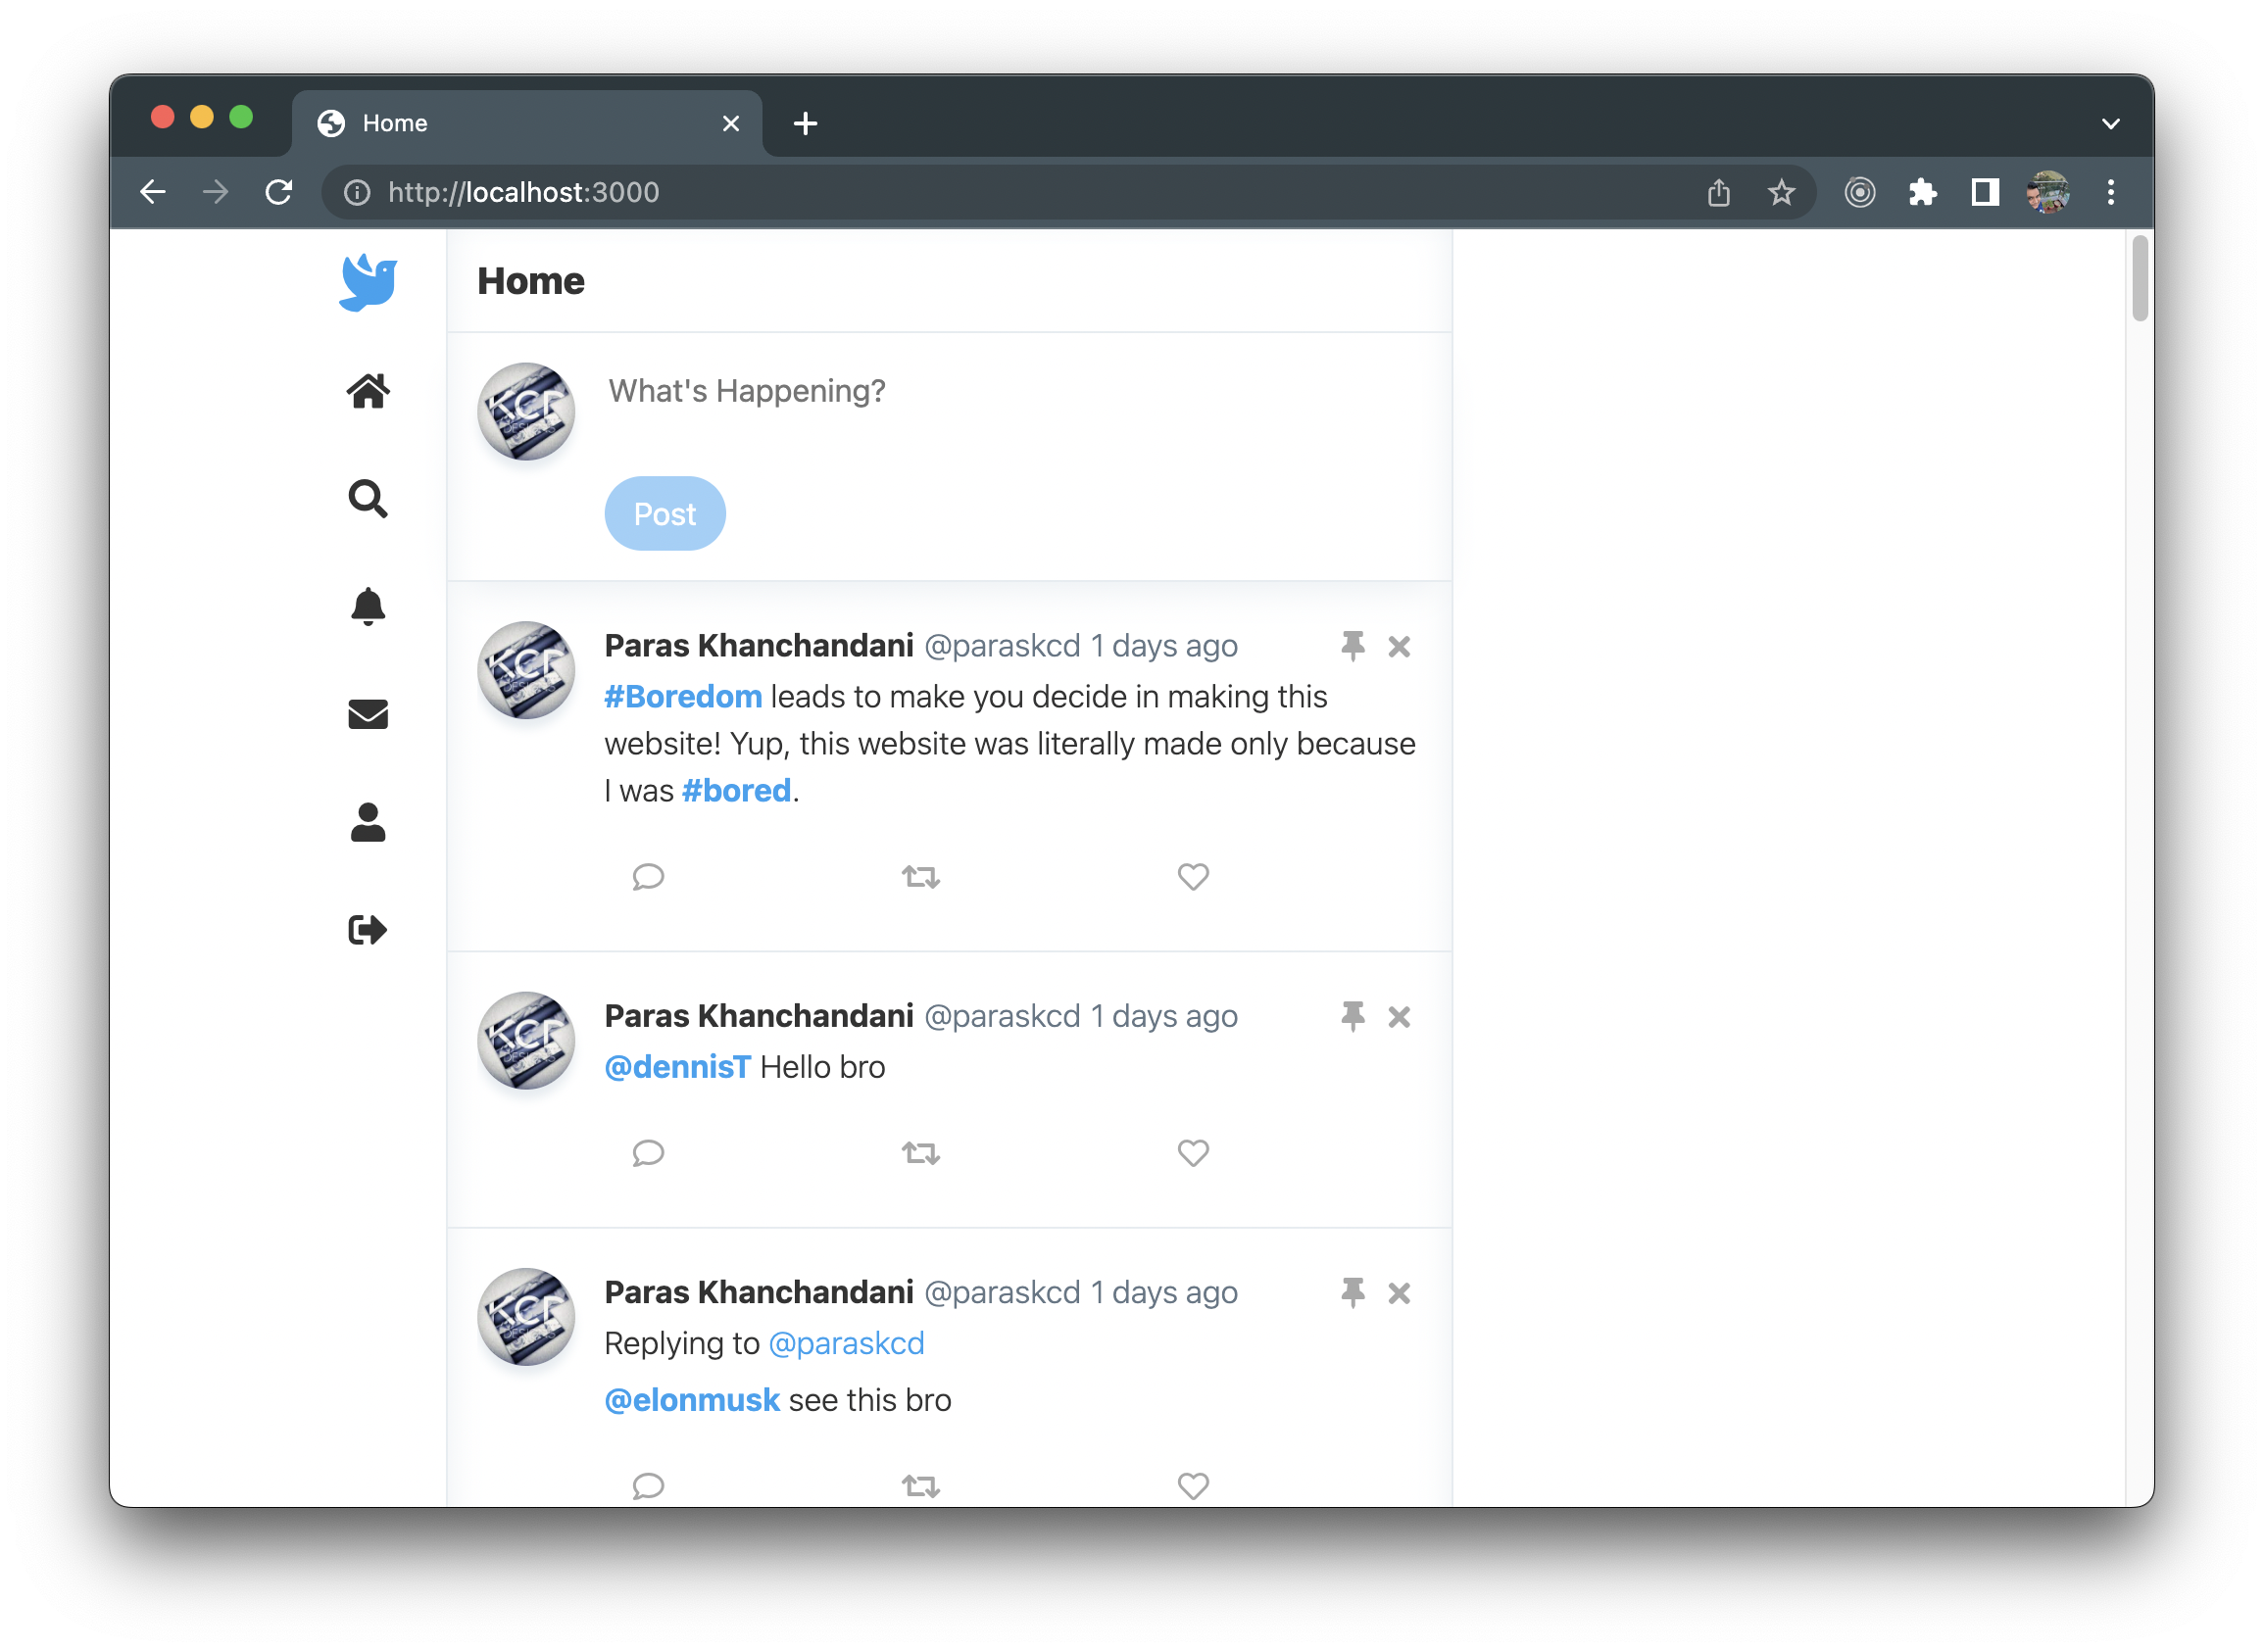 Home
http://localhost:3000
Home
What's Happening?
Post
Paras Khanchandani @paraskcd 1 days ago
#Boredom leads to make you decide in making this
website! Yup, this website was literally made only because
I was #bored.
Paras Khanchandani @paraskcd 1 days ago
@dennisT Hello bro
Paras Khanchandani @paraskcd 1 days ago
Replying to @paraskcd
@elonmusk see this bro